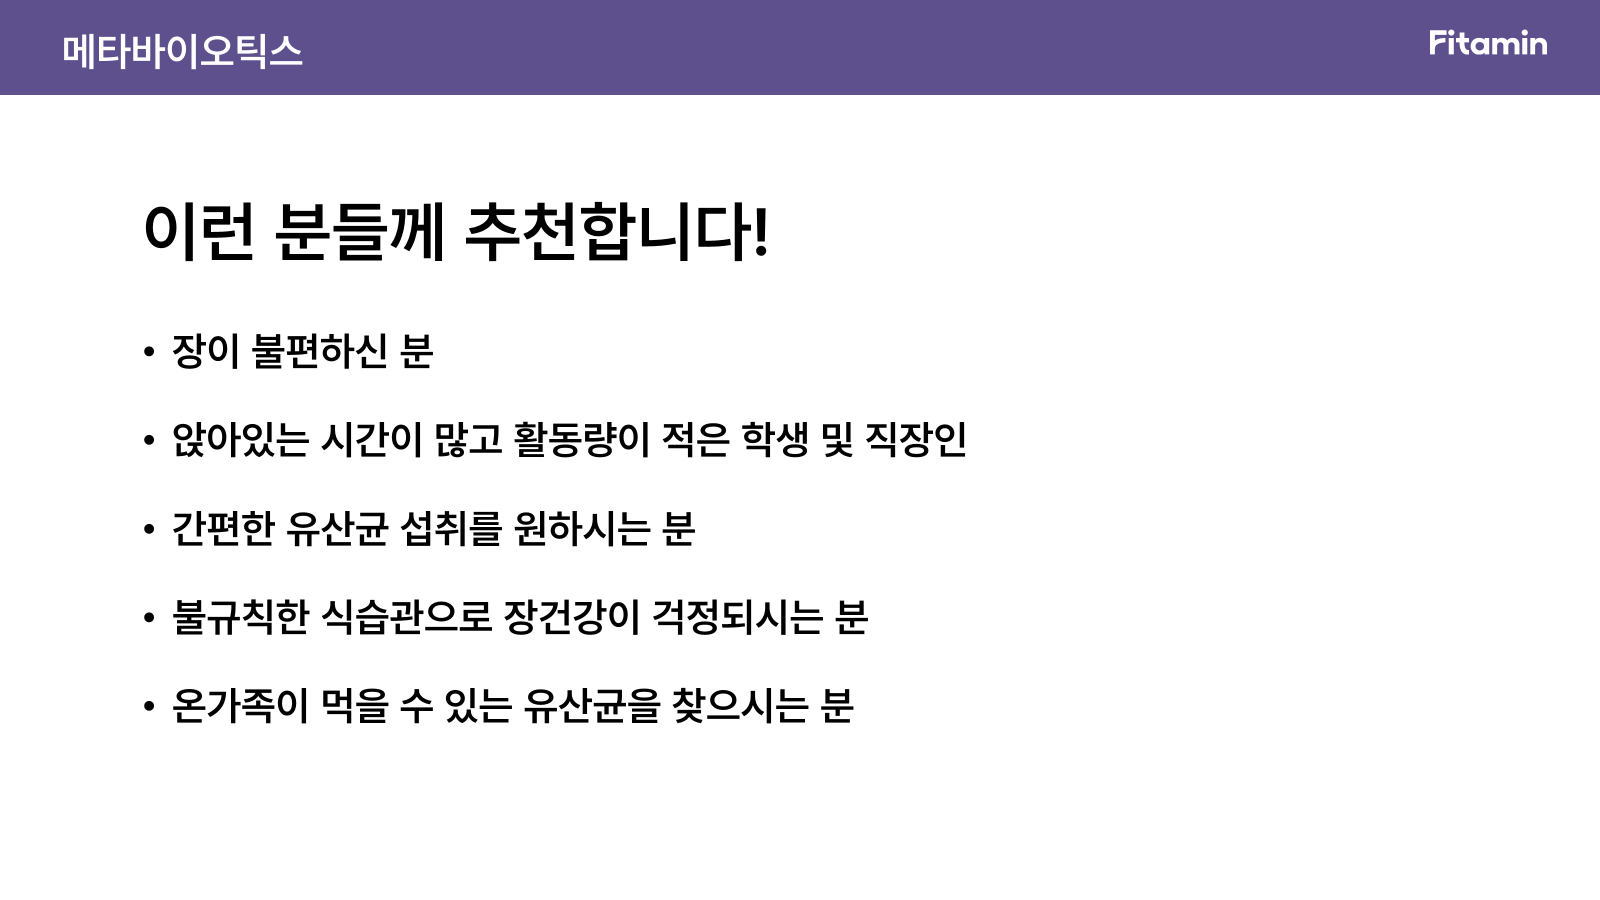 메타바이오틱스
Fitamin
이런 분들께 추천합니다!
• 장이 불편하신 분
• 앉아있는 시간이 많고 활동량이 적은 학생 및 직장인
• 간편한 유산균 섭취를 원하시는 분
• 불규칙한 식습관으로 장건강이 걱정되시는 분
• 온가족이 먹을 수 있는 유산균을 찾으시는 분